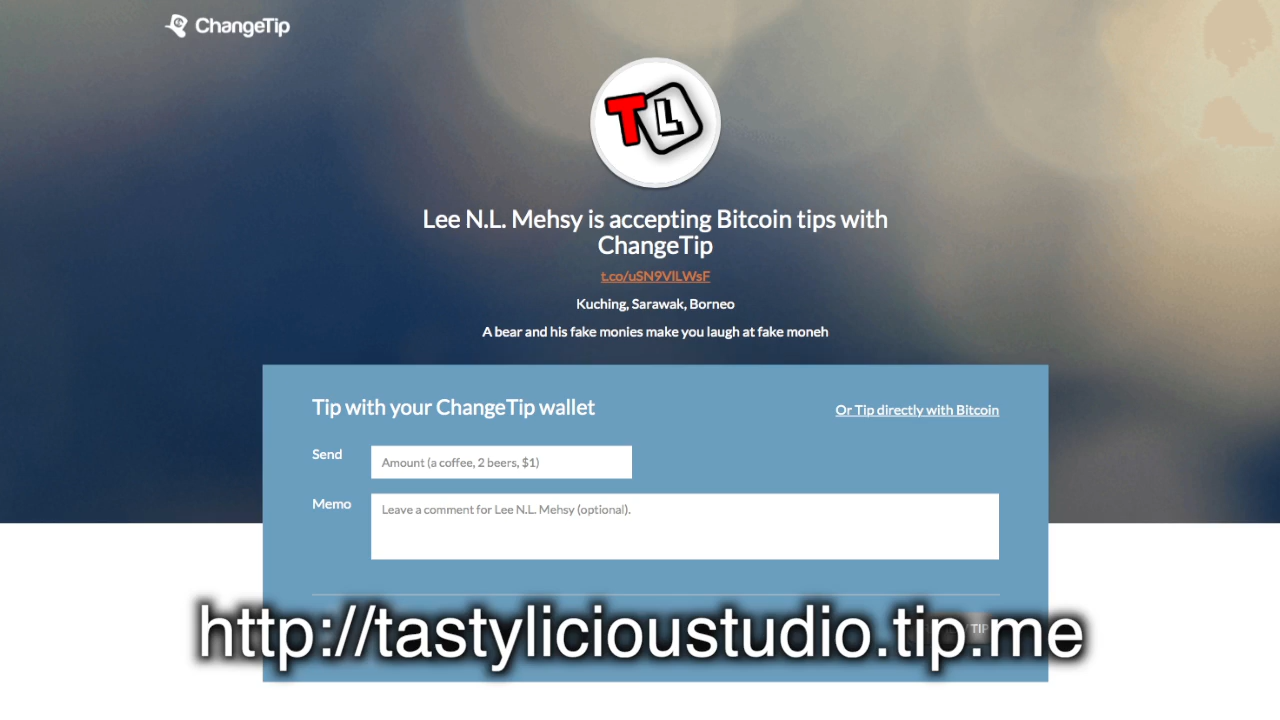 ChangeTip
TL
Lee N.L. Mehsy is accepting Bitcoin tips with
ChangeTip
t.co/uSN9VlLWsF
Kuching, Sarawak, Borneo
A bear and his fake monies make you laugh at fake moneh
Tip with your ChangeTip wallet
Or Tip directly with Bitcoin
Send
Amount (a coffee, 2 beers, $1)
Memo
Leave a comment for Lee N.L. Mehsy (optional).
TIP
http://tastylicioustudio.tip.me